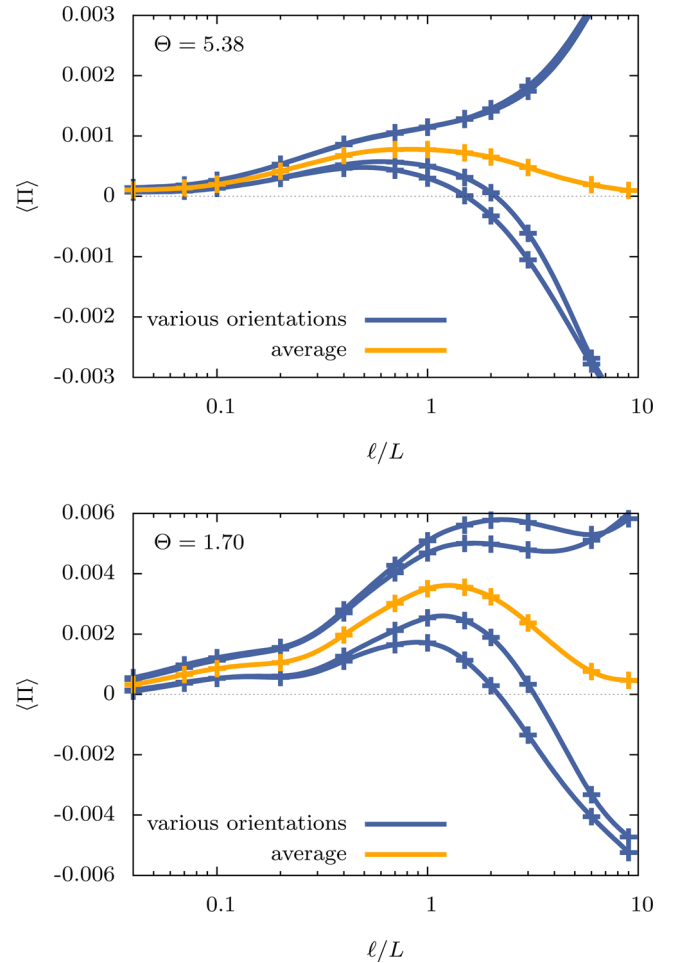 0.003
Θ = 5.38
0.002
0.001
0
-0.001
-0.002
-0.003
⟨Π⟩
various orientations
average
0.1
1
10
ℓ/L
0.006
Θ = 1.70
0.004
0.002
0
-0.002
-0.004
-0.006
⟨Π⟩
various orientations
average
0.1
1
10
ℓ/L